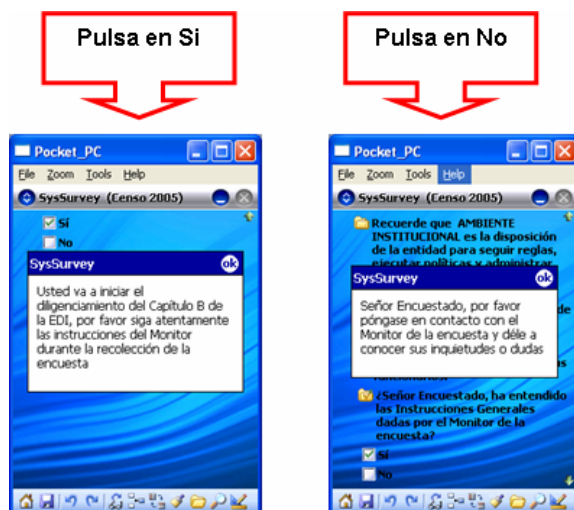 Pulsa en Si
Pulsa en No
Pocket_PC
File Zoom Tools Help
SysSurvey (Censo 2005)
Sí
No
SysSurvey ok
Usted va a iniciar el
diligenciamiento del Capítulo B de
la EDI, por favor siga atentamente
las instrucciones del Monitor
durante la recolección de la
encuesta
Pocket_PC
File Zoom Tools Help
SysSurvey (Censo 2005)
Recuerde que AMBIENTE
INSTITUCIONAL es la disposición
de la entidad para seguir reglas,
ejecutar políticas y administrar
SysSurvey ok
Señor Encuestado, por favor
póngase en contacto con el
Monitor de la encuesta y déle a
conocer sus inquietudes o dudas
de
¿Señor Encuestado, ha entendido
las Instrucciones Generales
dadas por el Monitor de la
encuesta?
Sí
No